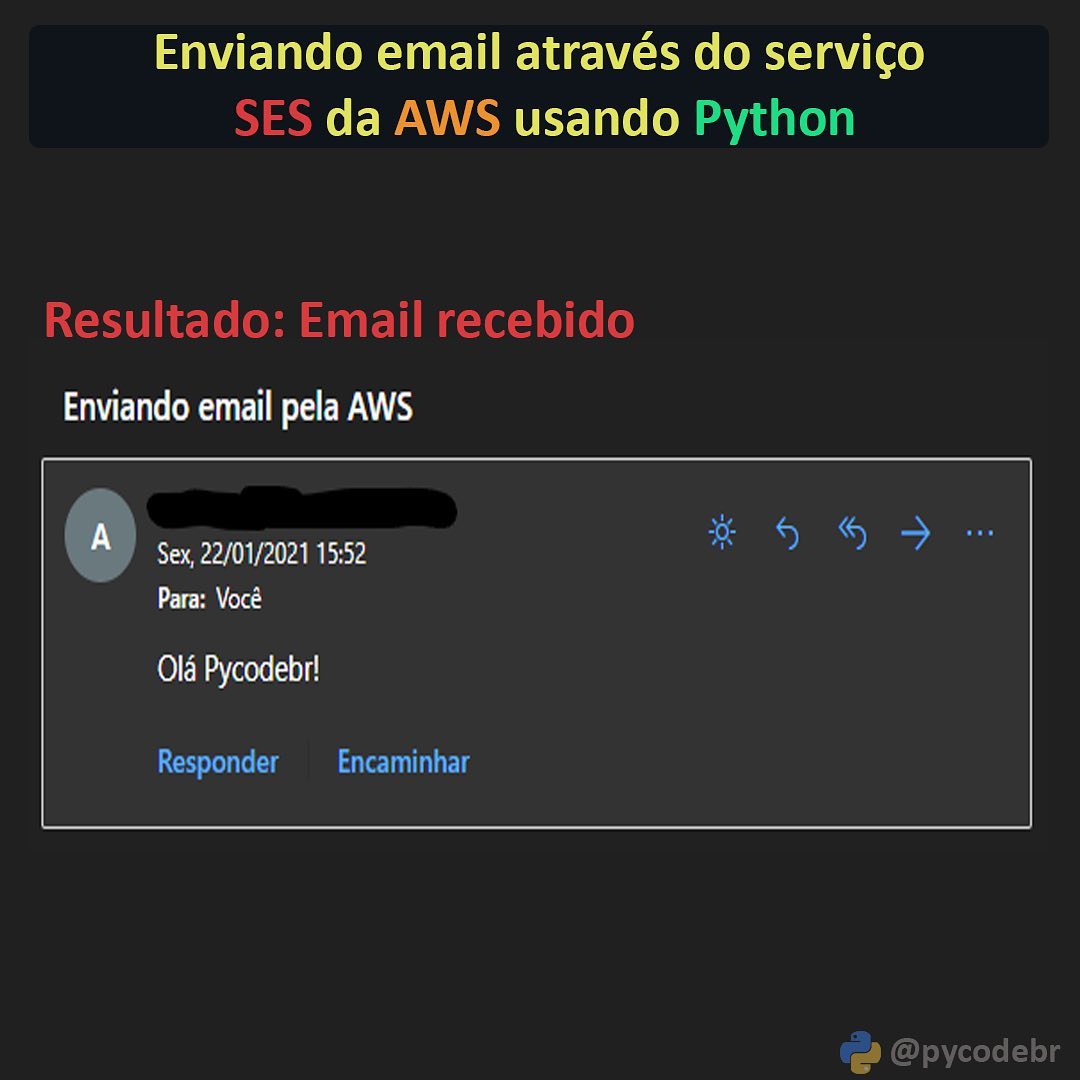 Enviando email através do serviço
SES da AWS usando Python
Resultado: Email recebido
Enviando email pela AWS
A
Sex, 22/01/2021 15:52
Para: Você
Olá Pycodebr!
Responder Encaminhar
@pycodebr